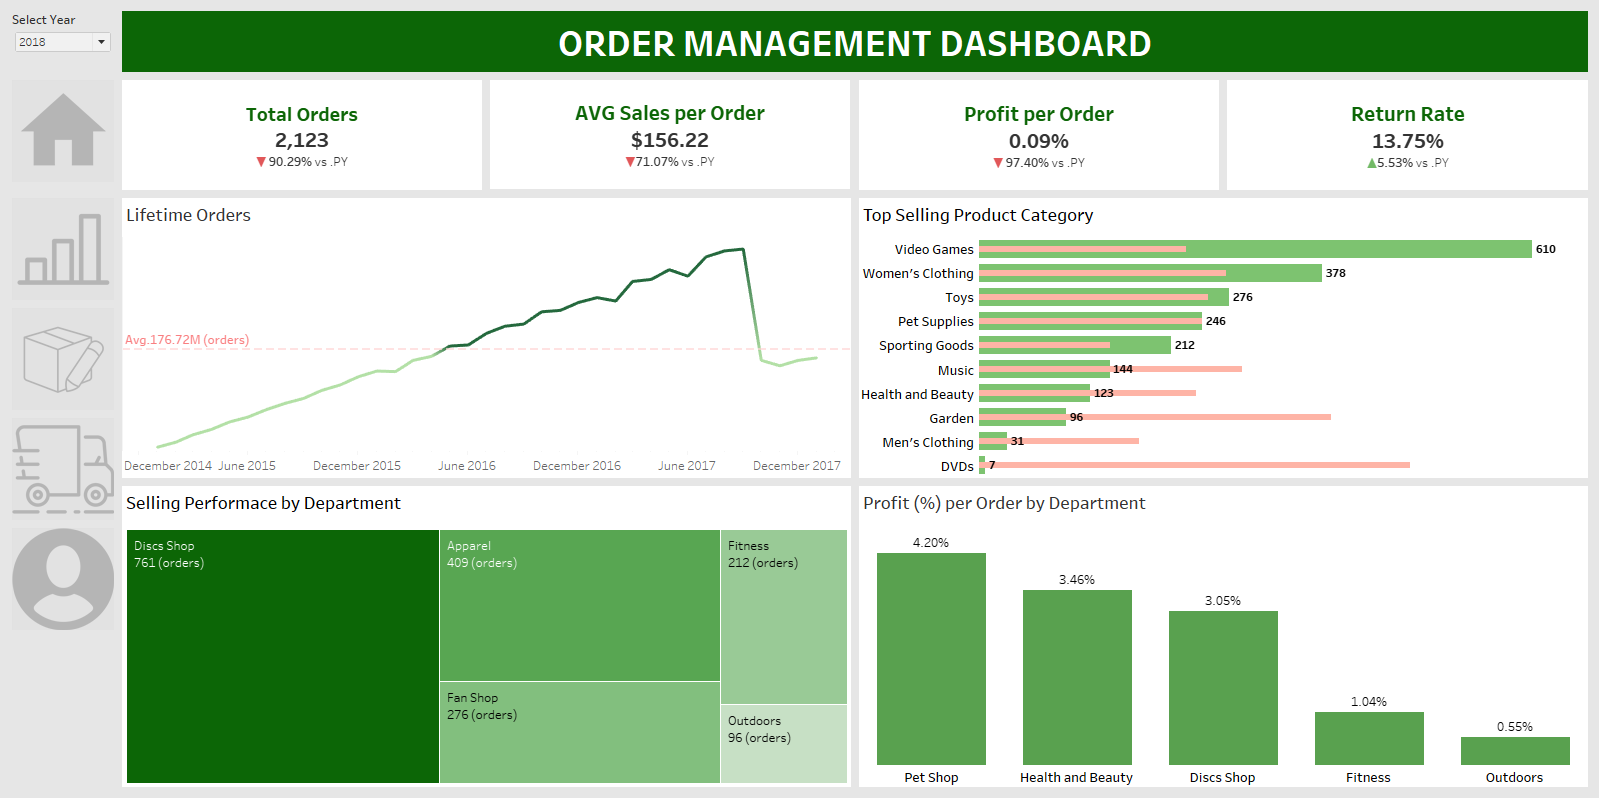 Select Year
2018
ORDER MANAGEMENT DASHBOARD
Total Orders
2,123
▼ 90.29% vs .PY
AVG Sales per Order
$156.22
▼71.07% vs .PY
Profit per Order
0.09%
▼ 97.40% vs .PY
Return Rate
13.75%
▲5.53% vs .PY
Lifetime Orders
Avg.176.72M (orders)
December 2014 June 2015 December 2015 June 2016 December 2016 June 2017 December 2017
Top Selling Product Category
Video Games 610
Women's Clothing 378
Toys 276
Pet Supplies 246
Sporting Goods 212
Music 144
Health and Beauty 123
Garden 96
Men's Clothing 31
DVDs 7
Selling Performace by Department
Discs Shop
761 (orders)
Apparel
409 (orders)
Fan Shop
276 (orders)
Fitness
212 (orders)
Outdoors
96 (orders)
Profit (%) per Order by Department
4.20%
3.46%
3.05%
1.04%
0.55%
Pet Shop Health and Beauty Discs Shop Fitness Outdoors